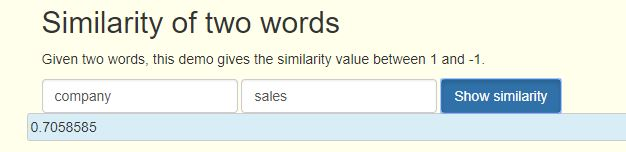 Similarity of two words
Given two words, this demo gives the similarity value between 1 and -1.
company sales Show similarity
0.7058585